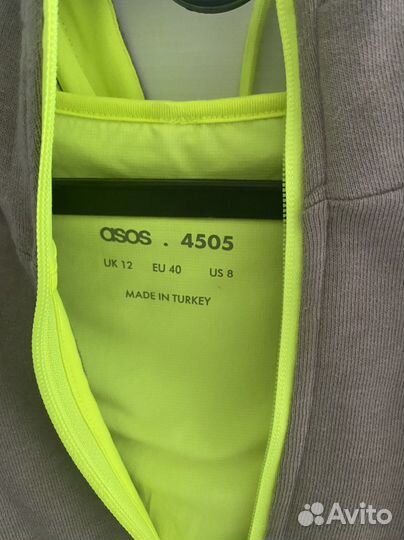 asos . 4505
UK 12 EU 40 US 8
MADE IN TURKEY
Avito